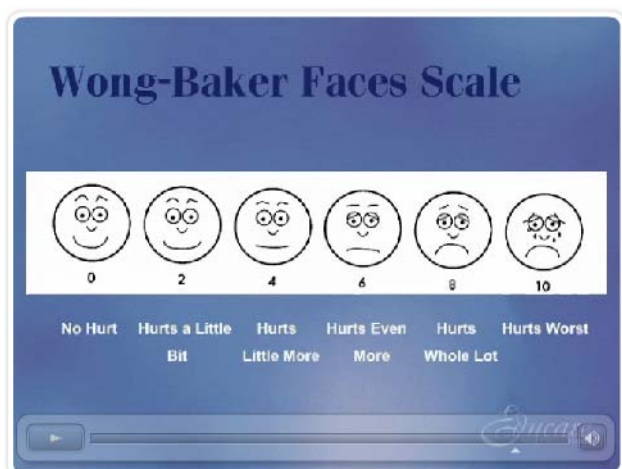 Wong-Baker Faces Scale
0 2 4 6 8 10
No Hurt Hurts a Little Hurts Hurts Even Hurts Hurts Worst
Bit Little More More Whole Lot